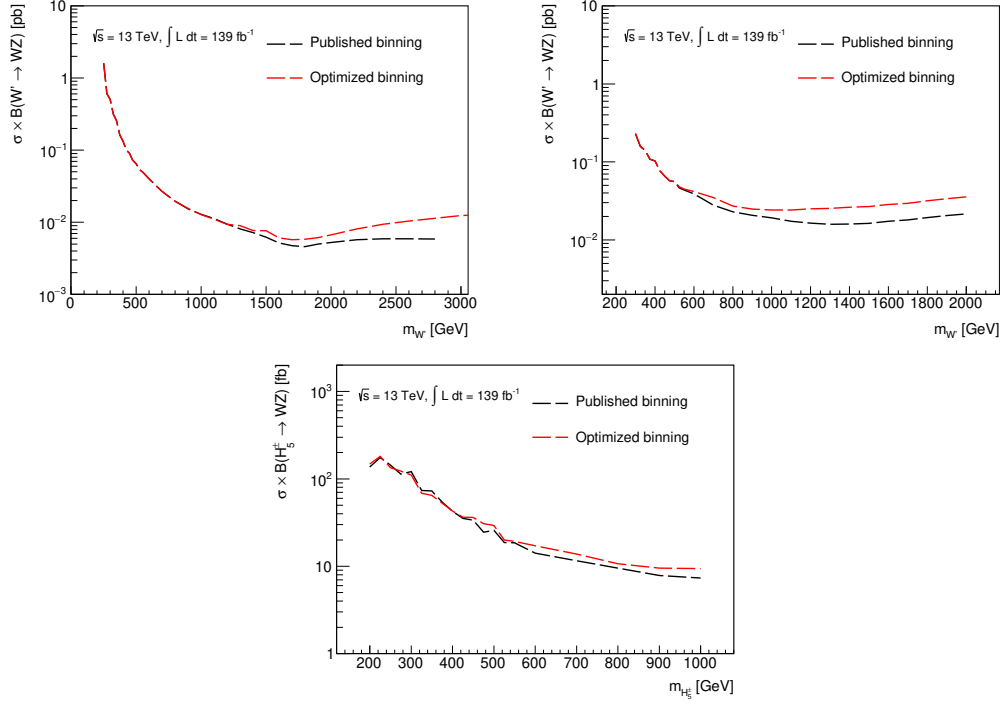 σ × B(W' → WZ) [pb]
√s = 13 TeV, ∫ L dt = 139 fb⁻¹
Published binning
Optimized binning
10
1
10⁻¹
10⁻²
10⁻³
0 500 1000 1500 2000 2500 3000
m_W' [GeV]
σ × B(W' → WZ) [pb]
√s = 13 TeV, ∫ L dt = 139 fb⁻¹
Published binning
Optimized binning
10
1
10⁻¹
10⁻²
200 400 600 800 1000 1200 1400 1600 1800 2000
m_W' [GeV]
σ × B(H₅^± → WZ) [fb]
√s = 13 TeV, ∫ L dt = 139 fb⁻¹
Published binning
Optimized binning
10³
10²
10
1
200 300 400 500 600 700 800 900 1000
m_H₅^± [GeV]